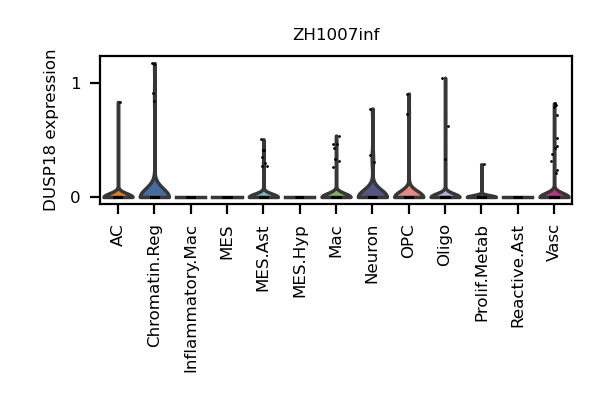 ZH1007inf
DUSP18 expression
1
0
AC
Chromatin.Reg
Inflammatory.Mac
MES
MES.Ast
MES.Hyp
Mac
Neuron
OPC
Oligo
Prolif.Metab
Reactive.Ast
Vasc